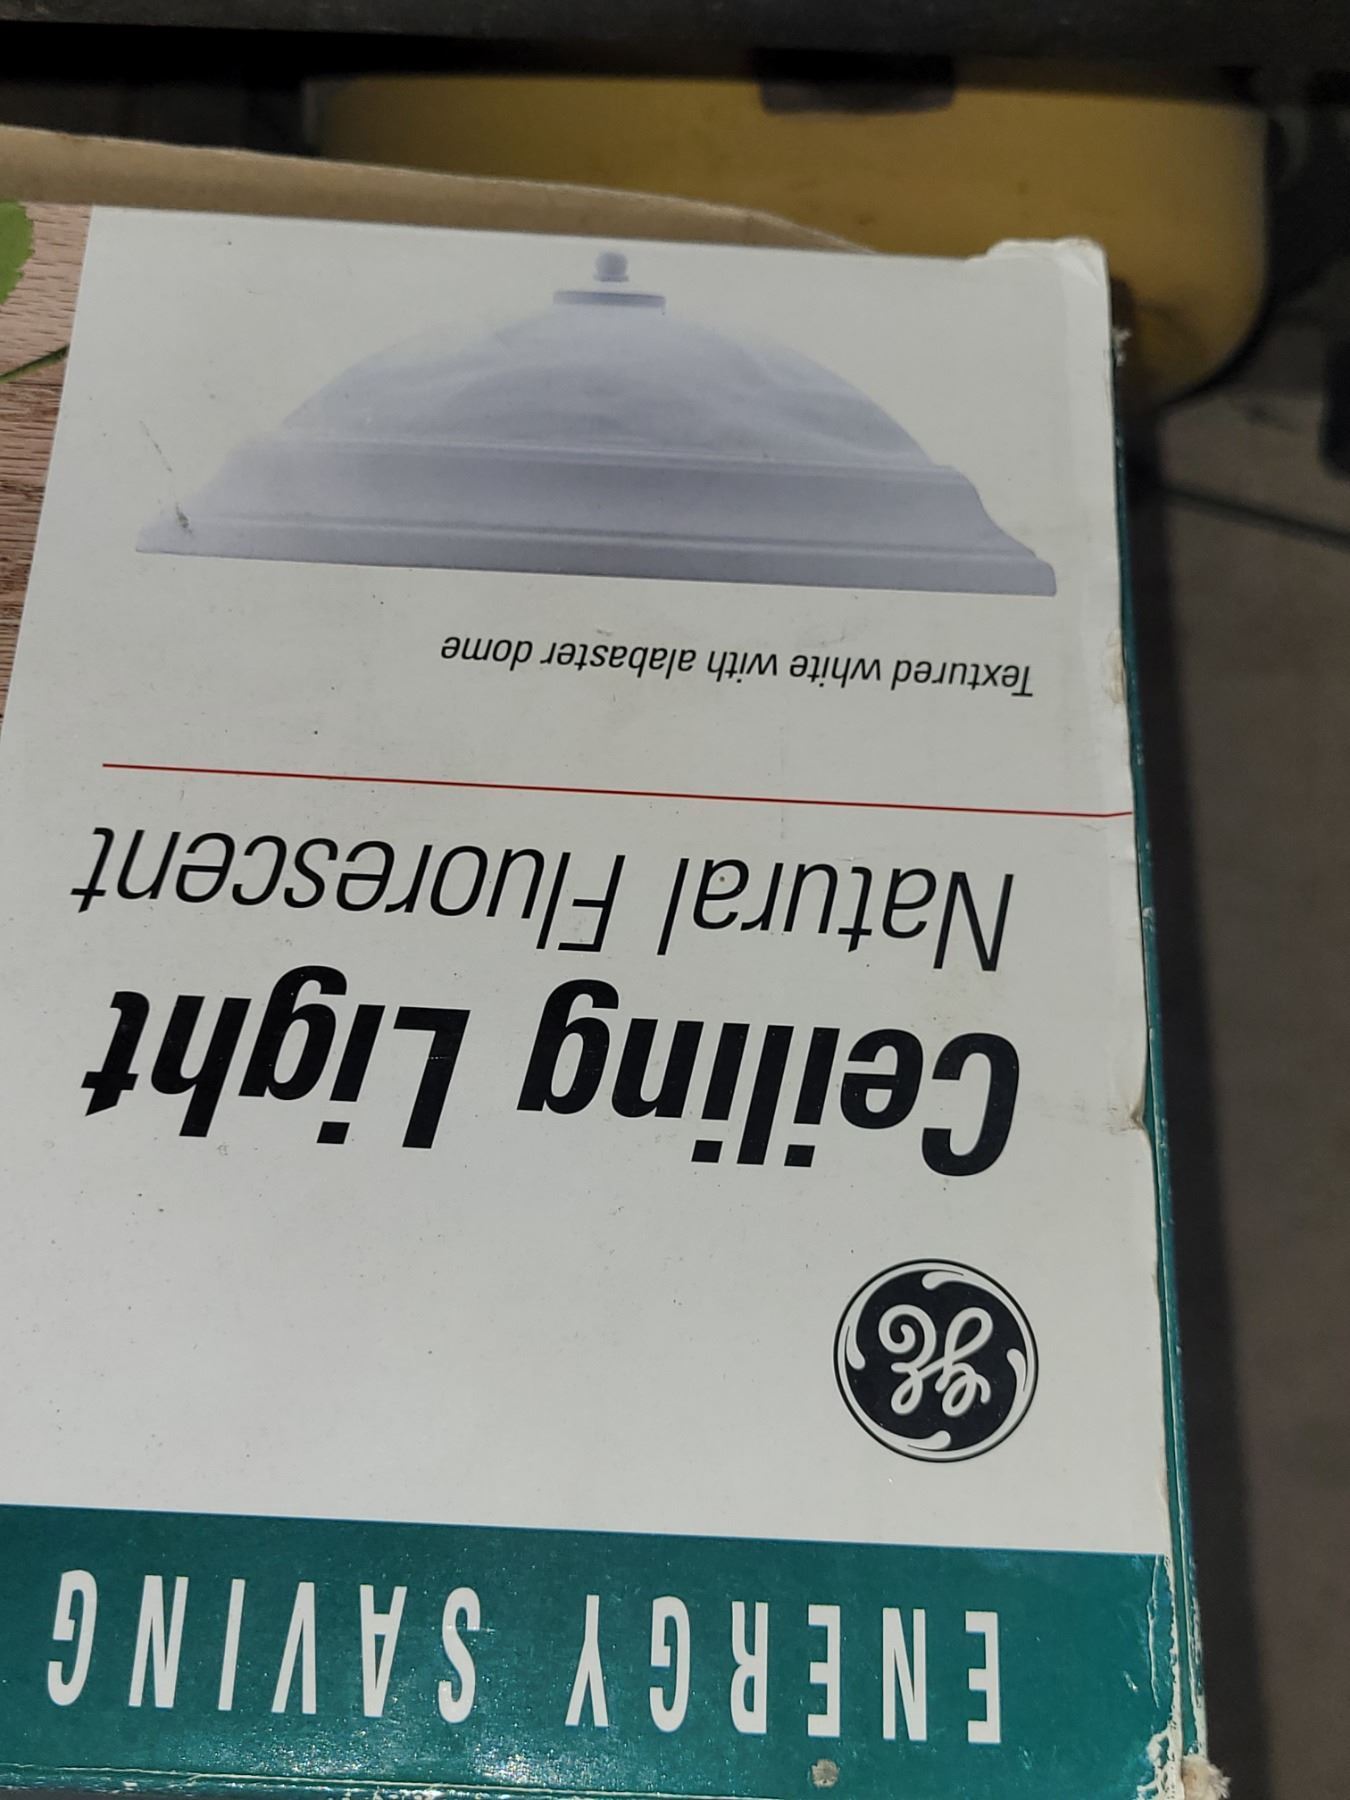 ENERGY SAVING
GE
Ceiling Light
Natural Fluorescent
Textured white with alabaster dome